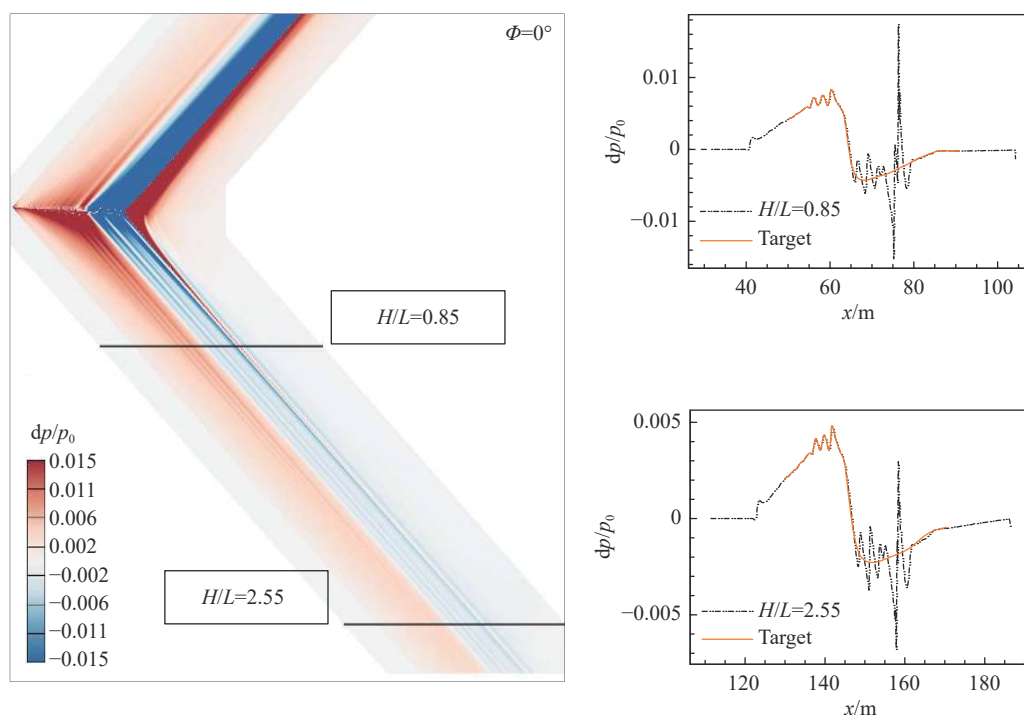 Φ=0°
H/L=0.85
H/L=2.55
dp/p₀
0.015
0.011
0.006
0.002
−0.002
−0.006
−0.011
−0.015
dp/p₀
0.01
0
−0.01
H/L=0.85
Target
40 60 80 100
x/m
dp/p₀
0.005
0
−0.005
H/L=2.55
Target
120 140 160 180
x/m